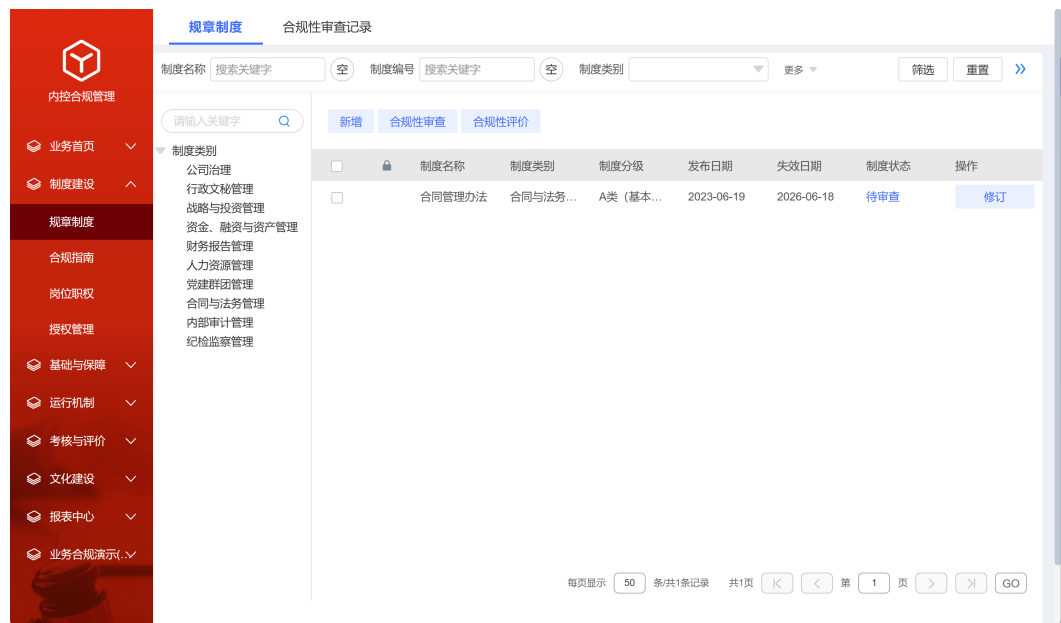 内控合规管理
业务首页
制度建设
规章制度
合规指南
岗位职权
授权管理
基础与保障
运行机制
考核与评价
文化建设
报表中心
业务合规演示(...
规章制度 合规性审查记录
制度名称 搜索关键字 空 制度编号 搜索关键字 空 制度类别 更多 筛选 重置
请输入关键字
制度类别
公司治理
行政文秘管理
战略与投资管理
资金、融资与资产管理
财务报告管理
人力资源管理
党建群团管理
合同与法务管理
内部审计管理
纪检监察管理
新增 合规性审查 合规性评价
制度名称 制度类别 制度分级 发布日期 失效日期 制度状态 操作
合同管理办法 合同与法务... A类（基本... 2023-06-19 2026-06-18 待审查 修订
每页显示 50 条/共1条记录 共1页 第 1 页 GO